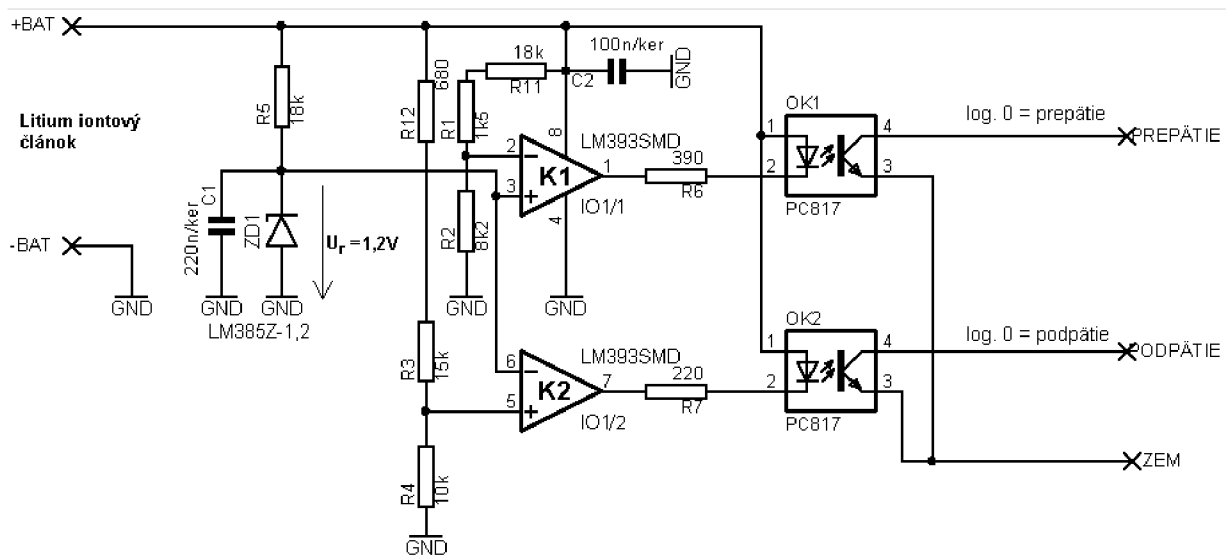 +BAT
Litium iontový
článok
-BAT
GND
R5
18k
C1
220n/ker
GND
ZD1
GND
LM385Z-1,2
Ur =1,2V
R12
680
R1
1k5
18k
R11
C2
100n/ker
GND
R2
8k2
GND
R3
15k
R4
10k
GND
2
3
8
4
1
K1
LM393SMD
IO1/1
GND
390
R6
6
5
7
K2
LM393SMD
IO1/2
220
R7
OK1
1
2
4
3
PC817
log. 0 = prepätie
PREPÄTIE
OK2
1
2
4
3
PC817
log. 0 = podpätie
PODPÄTIE
ZEM